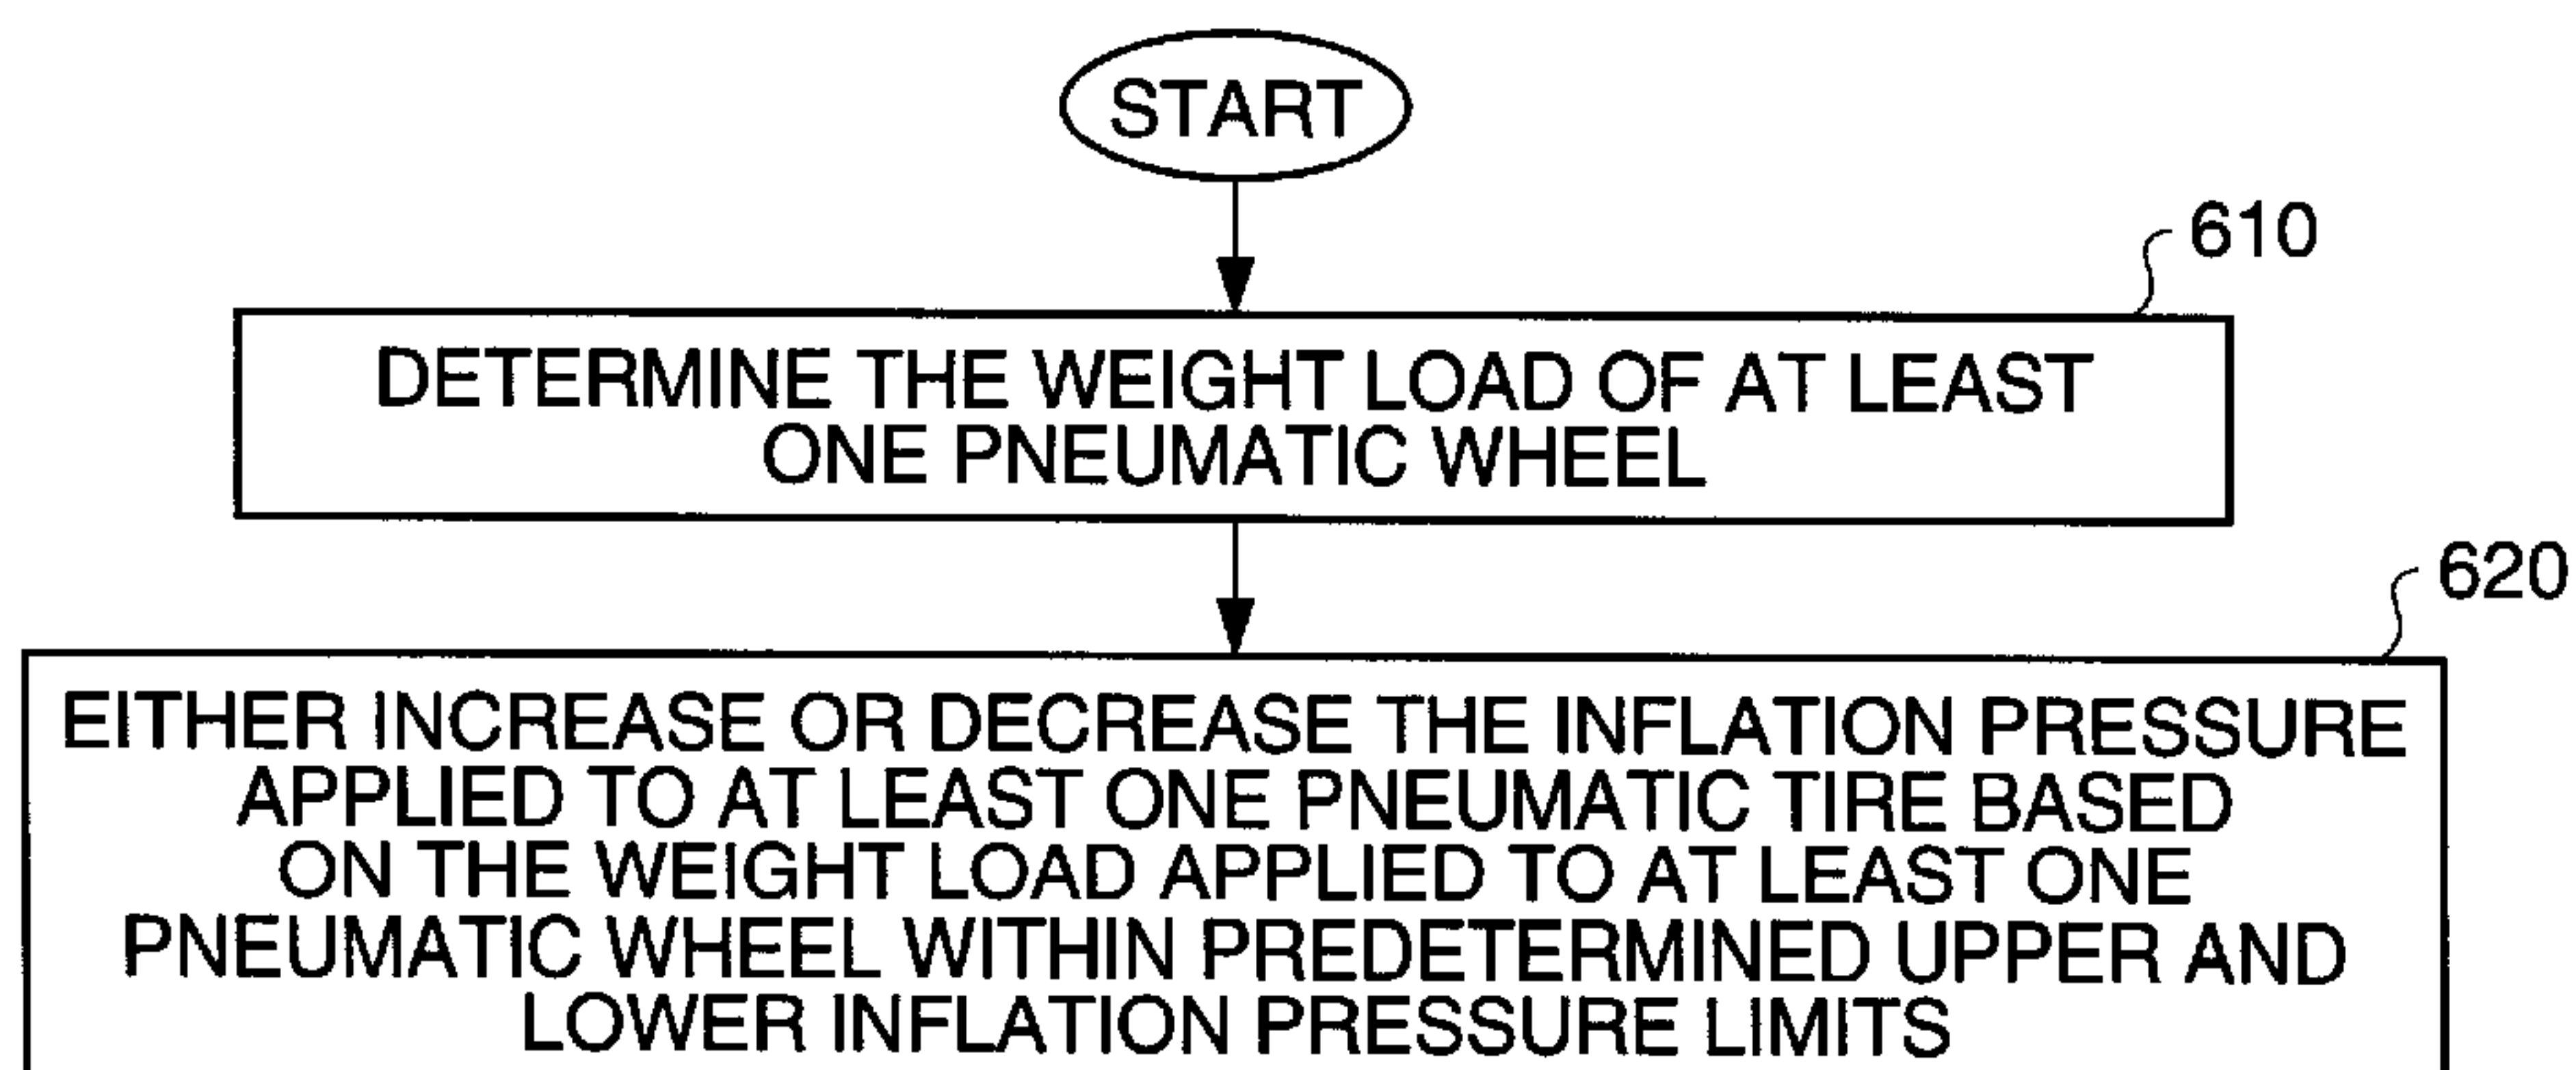 START
610
DETERMINE THE WEIGHT LOAD OF AT LEAST
ONE PNEUMATIC WHEEL
620
EITHER INCREASE OR DECREASE THE INFLATION PRESSURE
APPLIED TO AT LEAST ONE PNEUMATIC TIRE BASED
ON THE WEIGHT LOAD APPLIED TO AT LEAST ONE
PNEUMATIC WHEEL WITHIN PREDETERMINED UPPER AND
LOWER INFLATION PRESSURE LIMITS